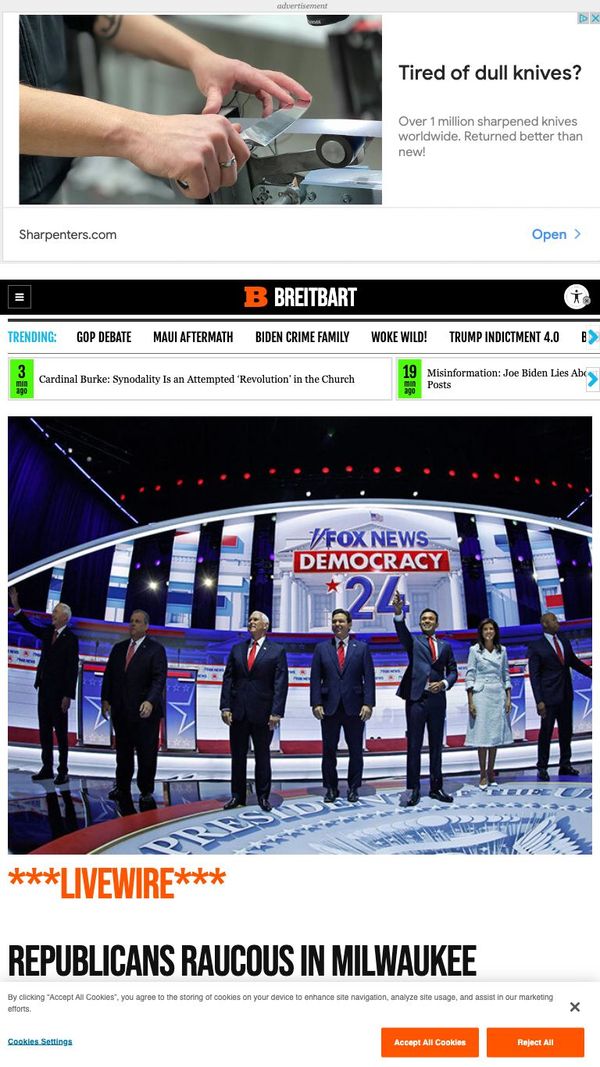 advertisement
Tired of dull knives?
Over 1 million sharpened knives
worldwide. Returned better than
new!
Sharpenters.com
Open
B BREITBART
TRENDING: GOP DEBATE MAUI AFTERMATH BIDEN CRIME FAMILY WOKE WILD! TRUMP INDICTMENT 4.0 B
3 min ago
Cardinal Burke: Synodality Is an Attempted ‘Revolution’ in the Church
19 min ago
Misinformation: Joe Biden Lies Abo
Posts
FOX NEWS
DEMOCRACY
24
PRESIDEN
***LIVEWIRE***
REPUBLICANS RAUCOUS IN MILWAUKEE
By clicking “Accept All Cookies”, you agree to the storing of cookies on your device to enhance site navigation, analyze site usage, and assist in our marketing
efforts.
Cookies Settings
Accept All Cookies
Reject All